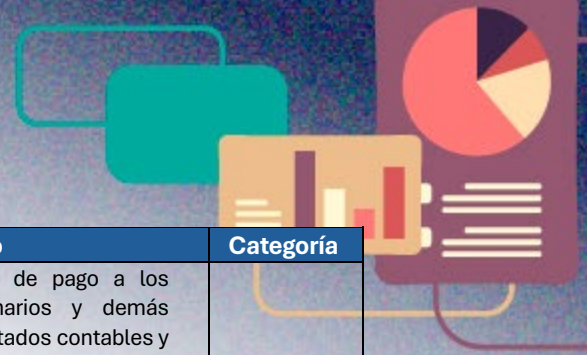 o Categoría
de pago a los
narios y demás
tados contables y